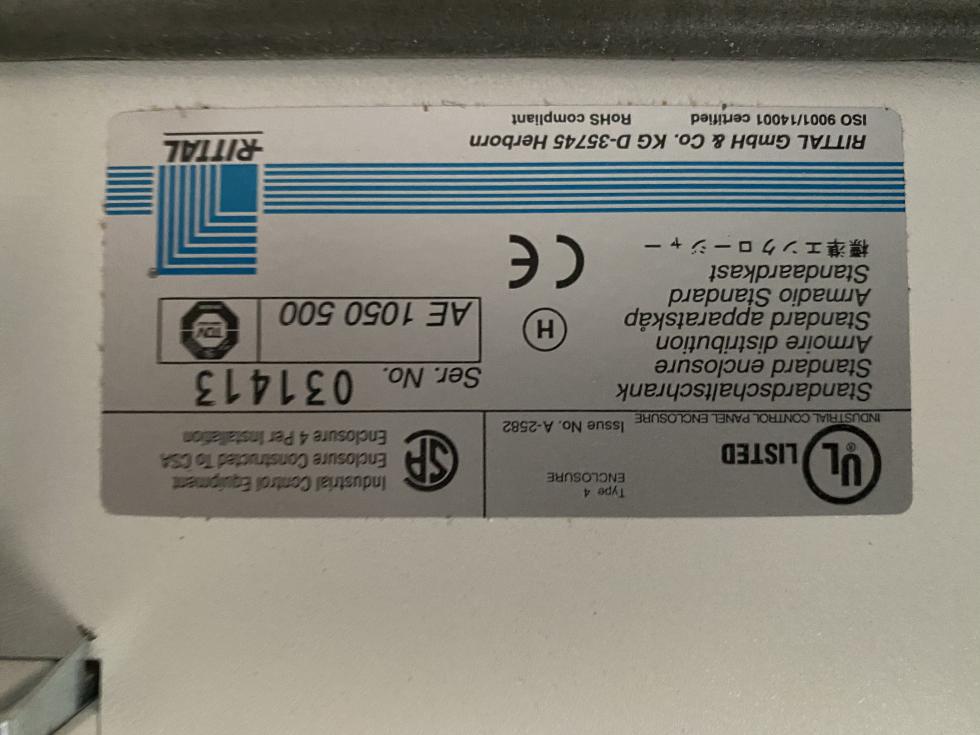 UL® LISTED
Type 4
ENCLOSURE
INDUSTRIAL CONTROL PANEL ENCLOSURE Issue No. A-2582
SA
Industrial Control Equipment
Enclosure Constructed To CSA
Enclosure 4 Per Installation
Standardschaltschrank
Standard enclosure
Armoire distribution
Standard apparatskåp
Armadio Standard
Standaardkast
標準エンクロージャー
H
CE
Ser. No. 031413
AE 1050 500
TÜV
RITTAL
RITTAL GmbH & Co. KG D-35745 Herborn
ISO 9001/14001 certified RoHS compliant